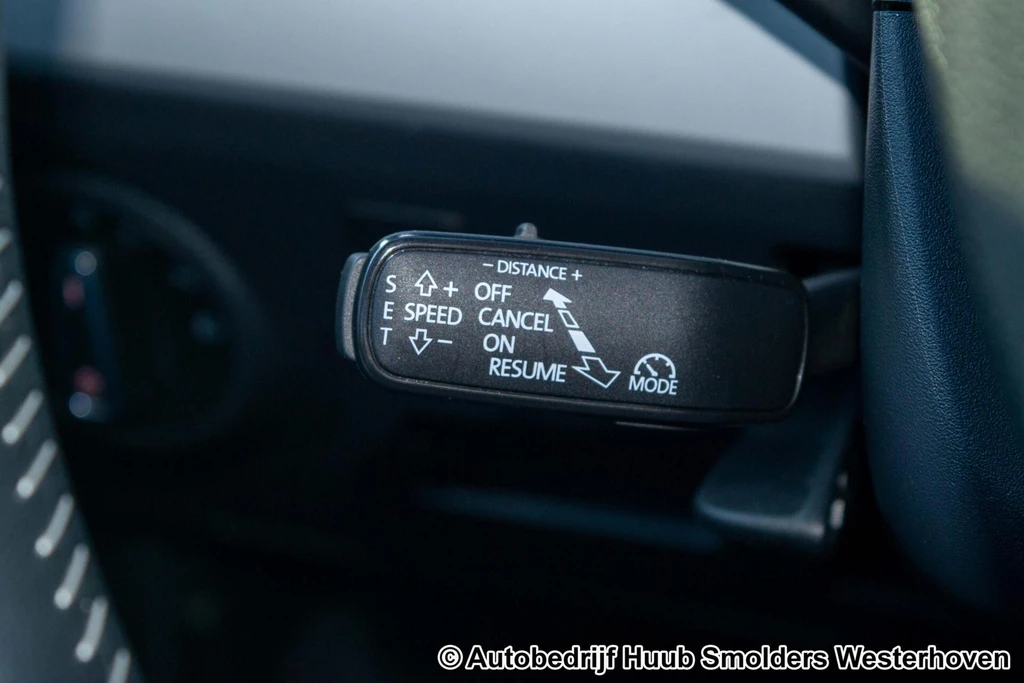 - DISTANCE +
S + OFF
E SPEED CANCEL
T - ON
RESUME
MODE
© Autobedrijf Huub Smolders Westerhoven